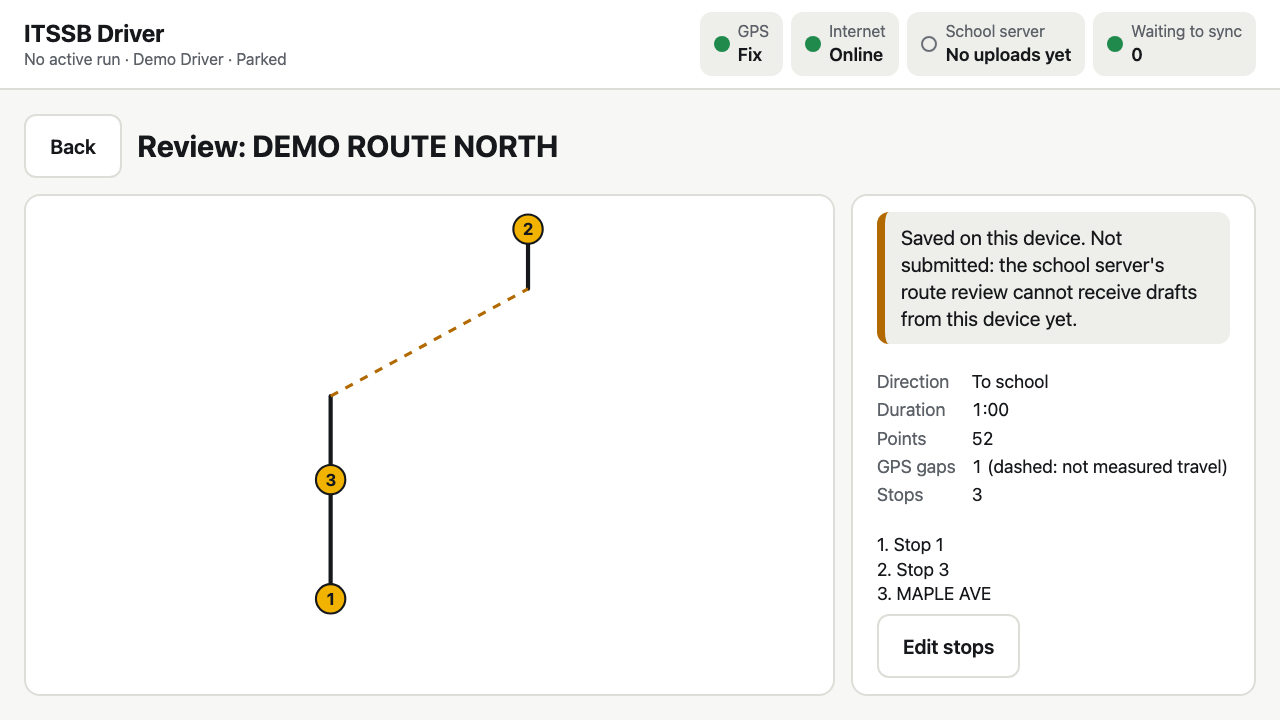 ITSSB Driver
No active run · Demo Driver · Parked
GPS
Fix
Internet
Online
School server
No uploads yet
Waiting to sync
0
Back
Review: DEMO ROUTE NORTH
2
3
1
Saved on this device. Not
submitted: the school server's
route review cannot receive drafts
from this device yet.
Direction To school
Duration 1:00
Points 52
GPS gaps 1 (dashed: not measured travel)
Stops 3
1. Stop 1
2. Stop 3
3. MAPLE AVE
Edit stops